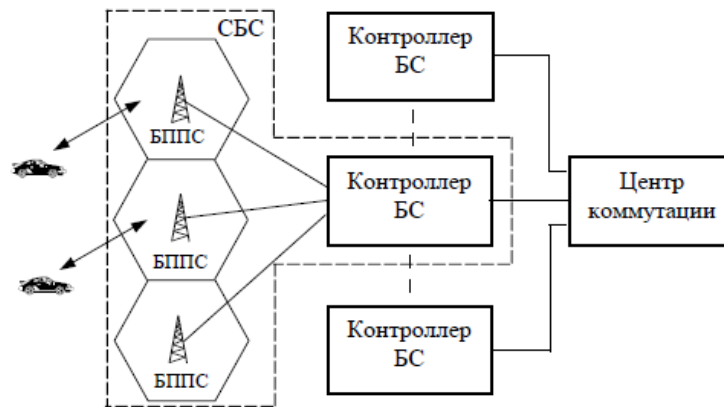 СБС
Контроллер
БС
БППС
Контроллер
БС
Центр
коммутации
БППС
Контроллер
БС
БППС